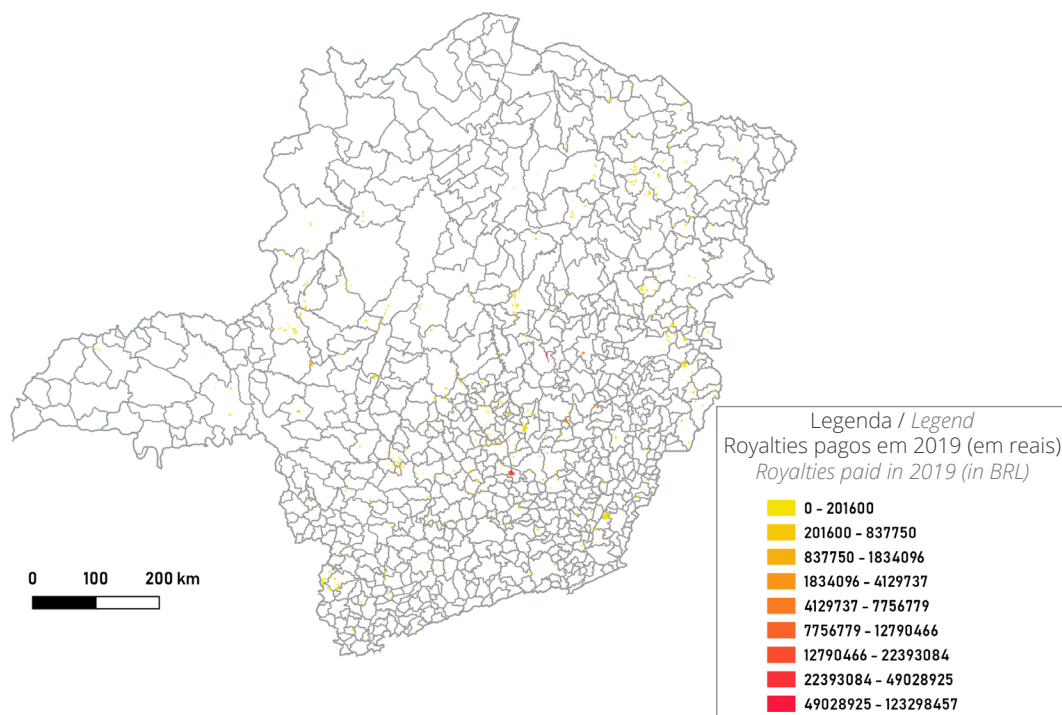 Legenda / Legend
Royalties pagos em 2019 (em reais)
Royalties paid in 2019 (in BRL)
0 - 201600
201600 - 837750
837750 - 1834096
1834096 - 4129737
4129737 - 7756779
7756779 - 12790466
12790466 - 22393084
22393084 - 49028925
49028925 - 123298457
0 100 200 km